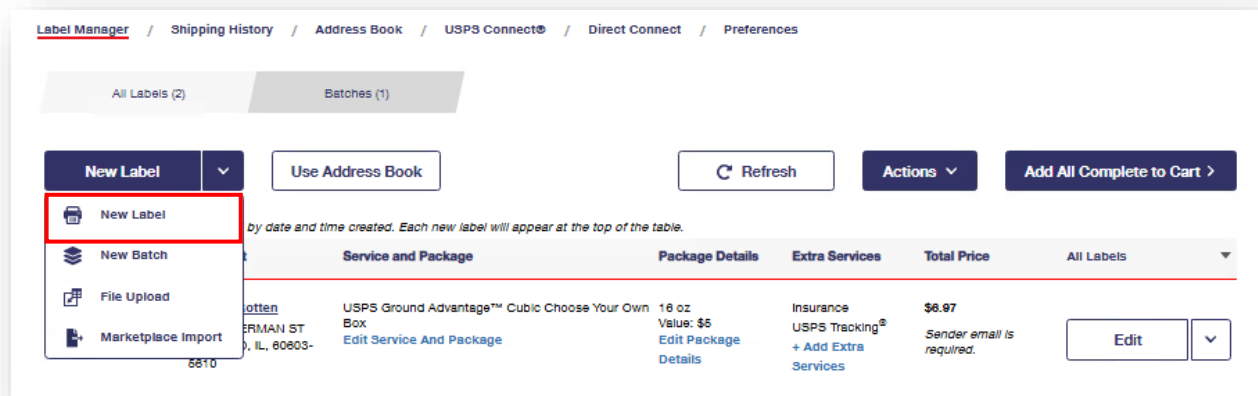 Label Manager / Shipping History / Address Book / USPS Connect® / Direct Connect / Preferences
All Labels (2) Batches (1)
New Label Use Address Book Refresh Actions Add All Complete to Cart >
New Label
by date and time created. Each new label will appear at the top of the table.
New Batch Service and Package Package Details Extra Services Total Price All Labels
File Upload
USPS Ground Advantage™ Cubic Choose Your Own 16 oz Insurance $6.97
Box Value: $5 USPS Tracking® Sender email is
Marketplace Import ST Edit Service And Package Edit Package + Add Extra required. Edit
IL, 60603- Details Services
5610